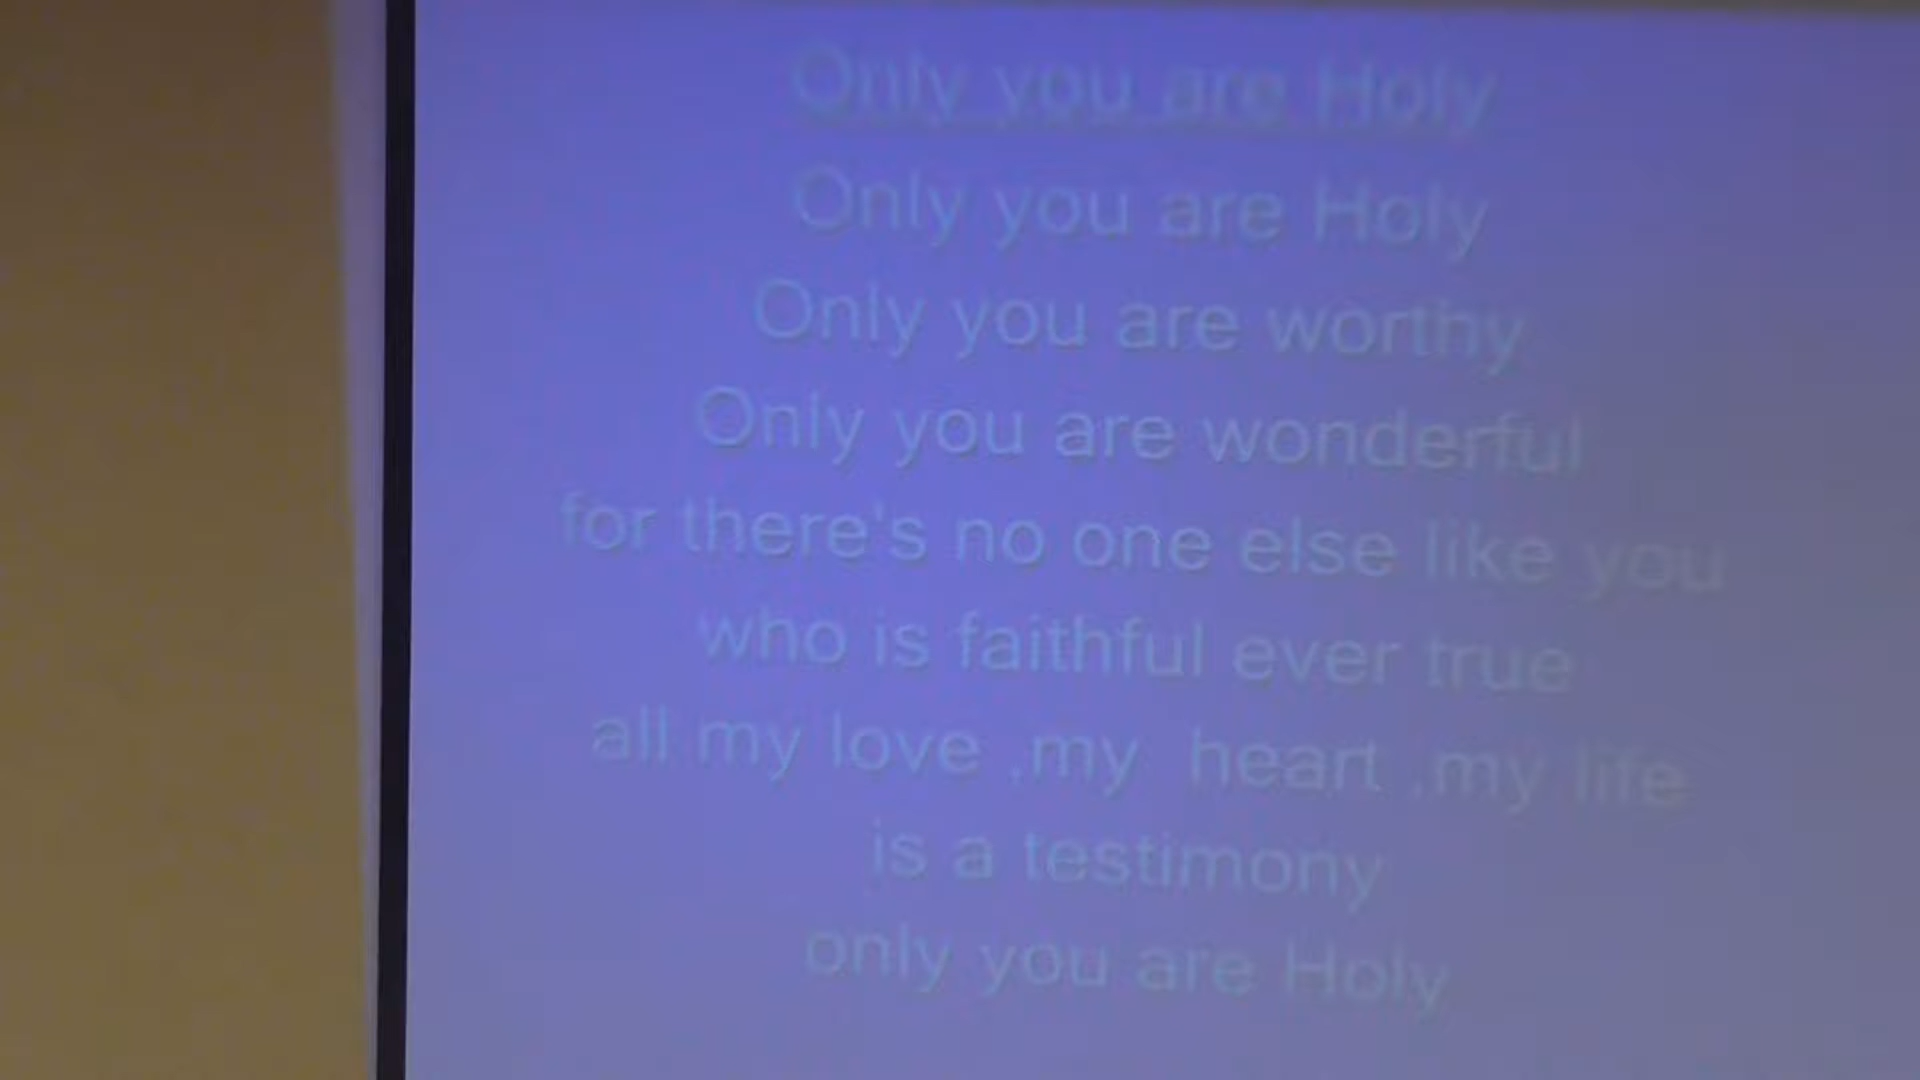 Only you are Holy
Only you are Holy
Only you are worthy
Only you are wonderful
for there's no one else like you
who is faithful ever true
all my love ,my heart ,my life
is a testimony
only you are Holy